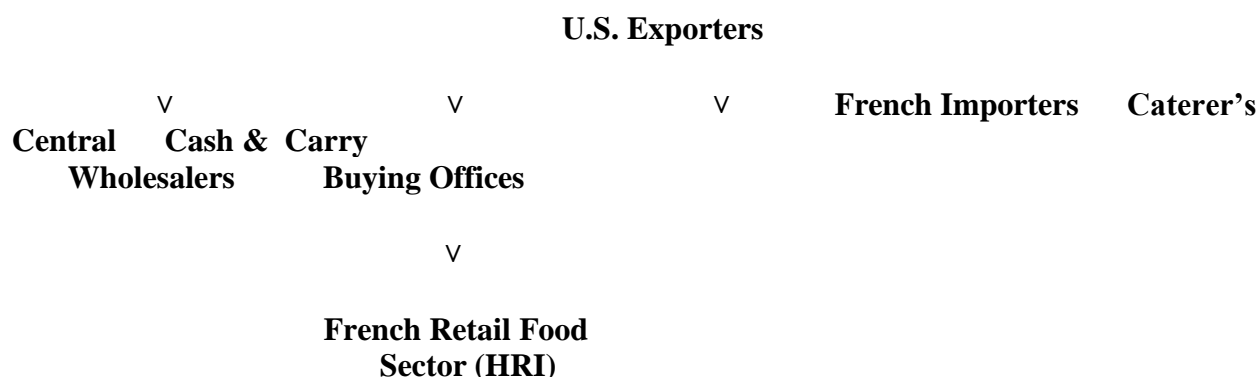 U.S. Exporters
∨ ∨ ∨ French Importers Caterer’s
Central Cash & Carry
Wholesalers Buying Offices
∨
French Retail Food
Sector (HRI)